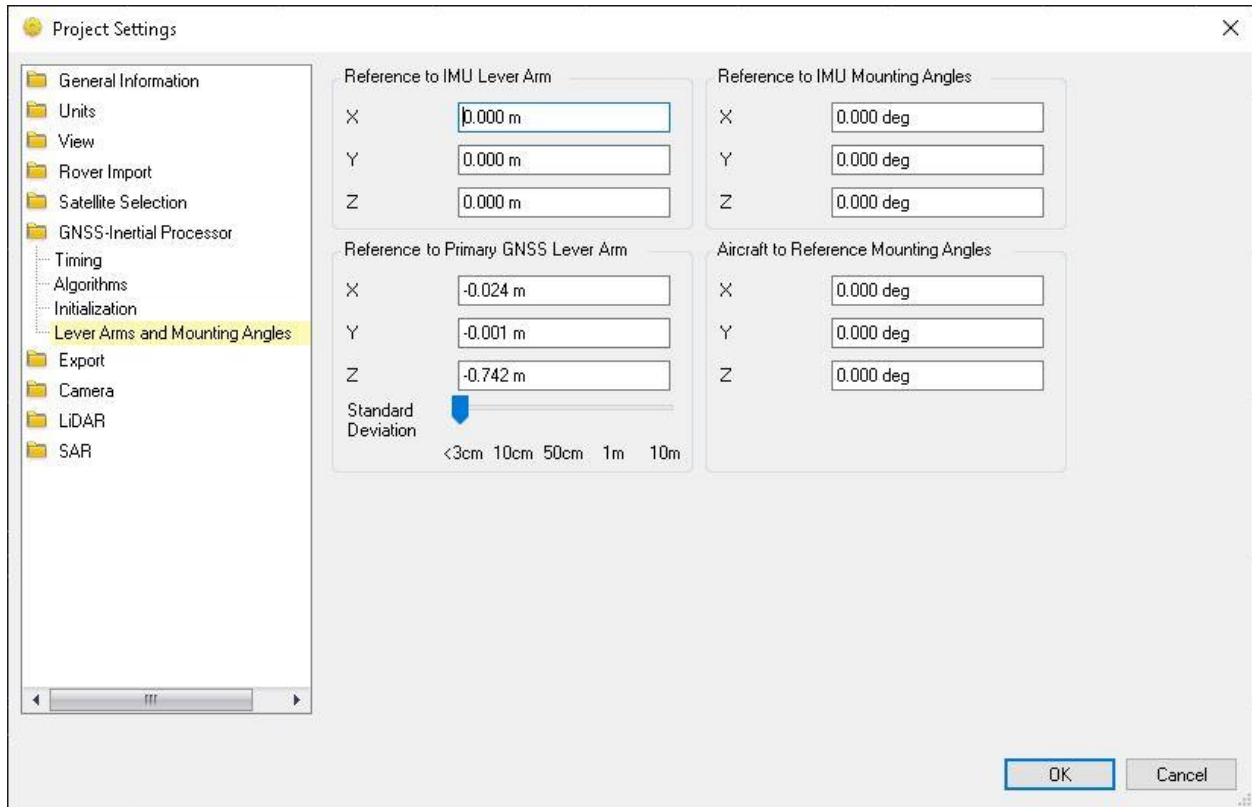 Project Settings
General Information
Units
View
Rover Import
Satellite Selection
GNSS-Inertial Processor
Timing
Algorithms
Initialization
Lever Arms and Mounting Angles
Export
Camera
LiDAR
SAR
Reference to IMU Lever Arm
X 0.000 m
Y 0.000 m
Z 0.000 m
Reference to IMU Mounting Angles
X 0.000 deg
Y 0.000 deg
Z 0.000 deg
Reference to Primary GNSS Lever Arm
X -0.024 m
Y -0.001 m
Z -0.742 m
Standard
Deviation
<3cm 10cm 50cm 1m 10m
Aircraft to Reference Mounting Angles
X 0.000 deg
Y 0.000 deg
Z 0.000 deg
OK Cancel